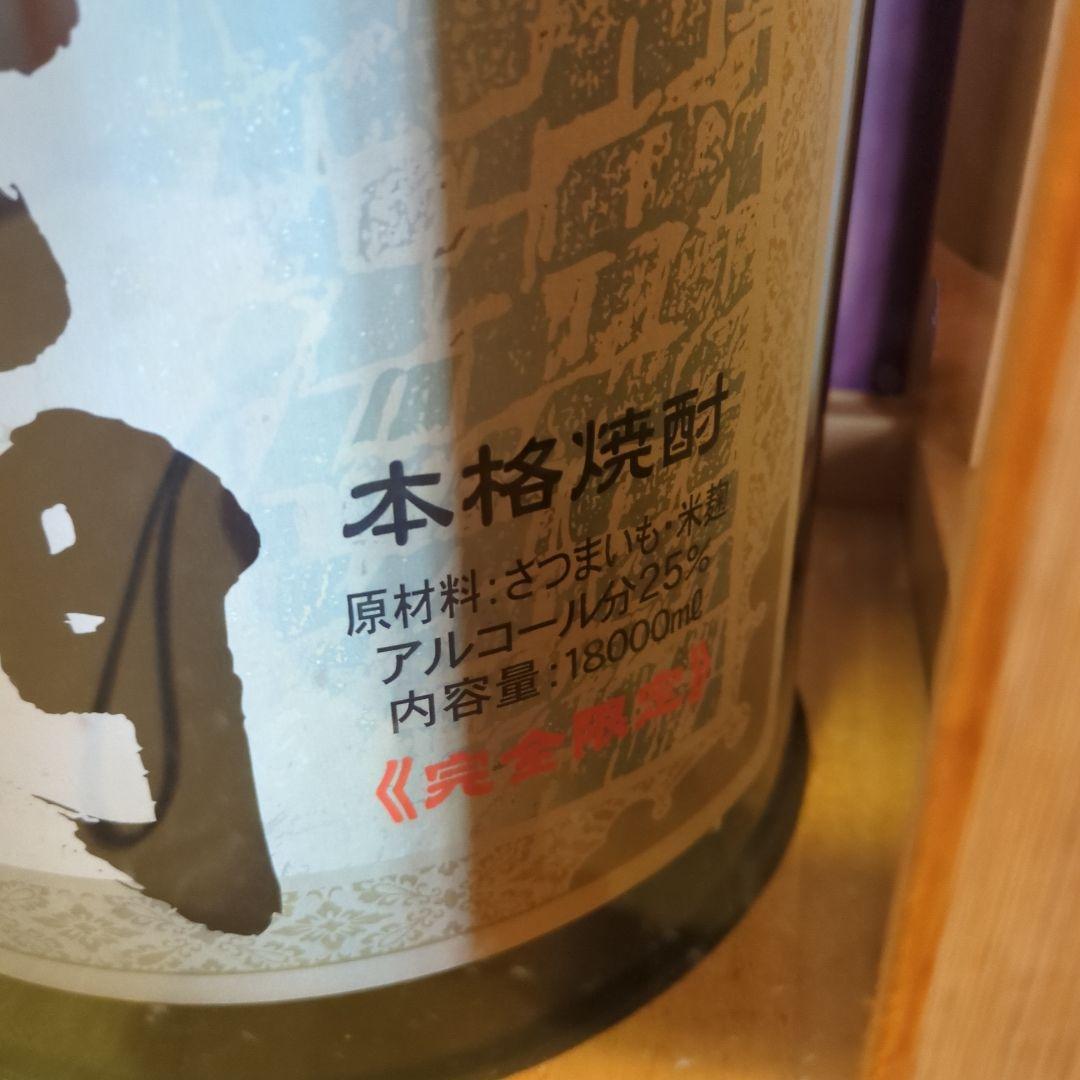 本格焼酎
原材料：さつまいも・米麹
アルコール分25%
内容量：18000mℓ
《完全限定》